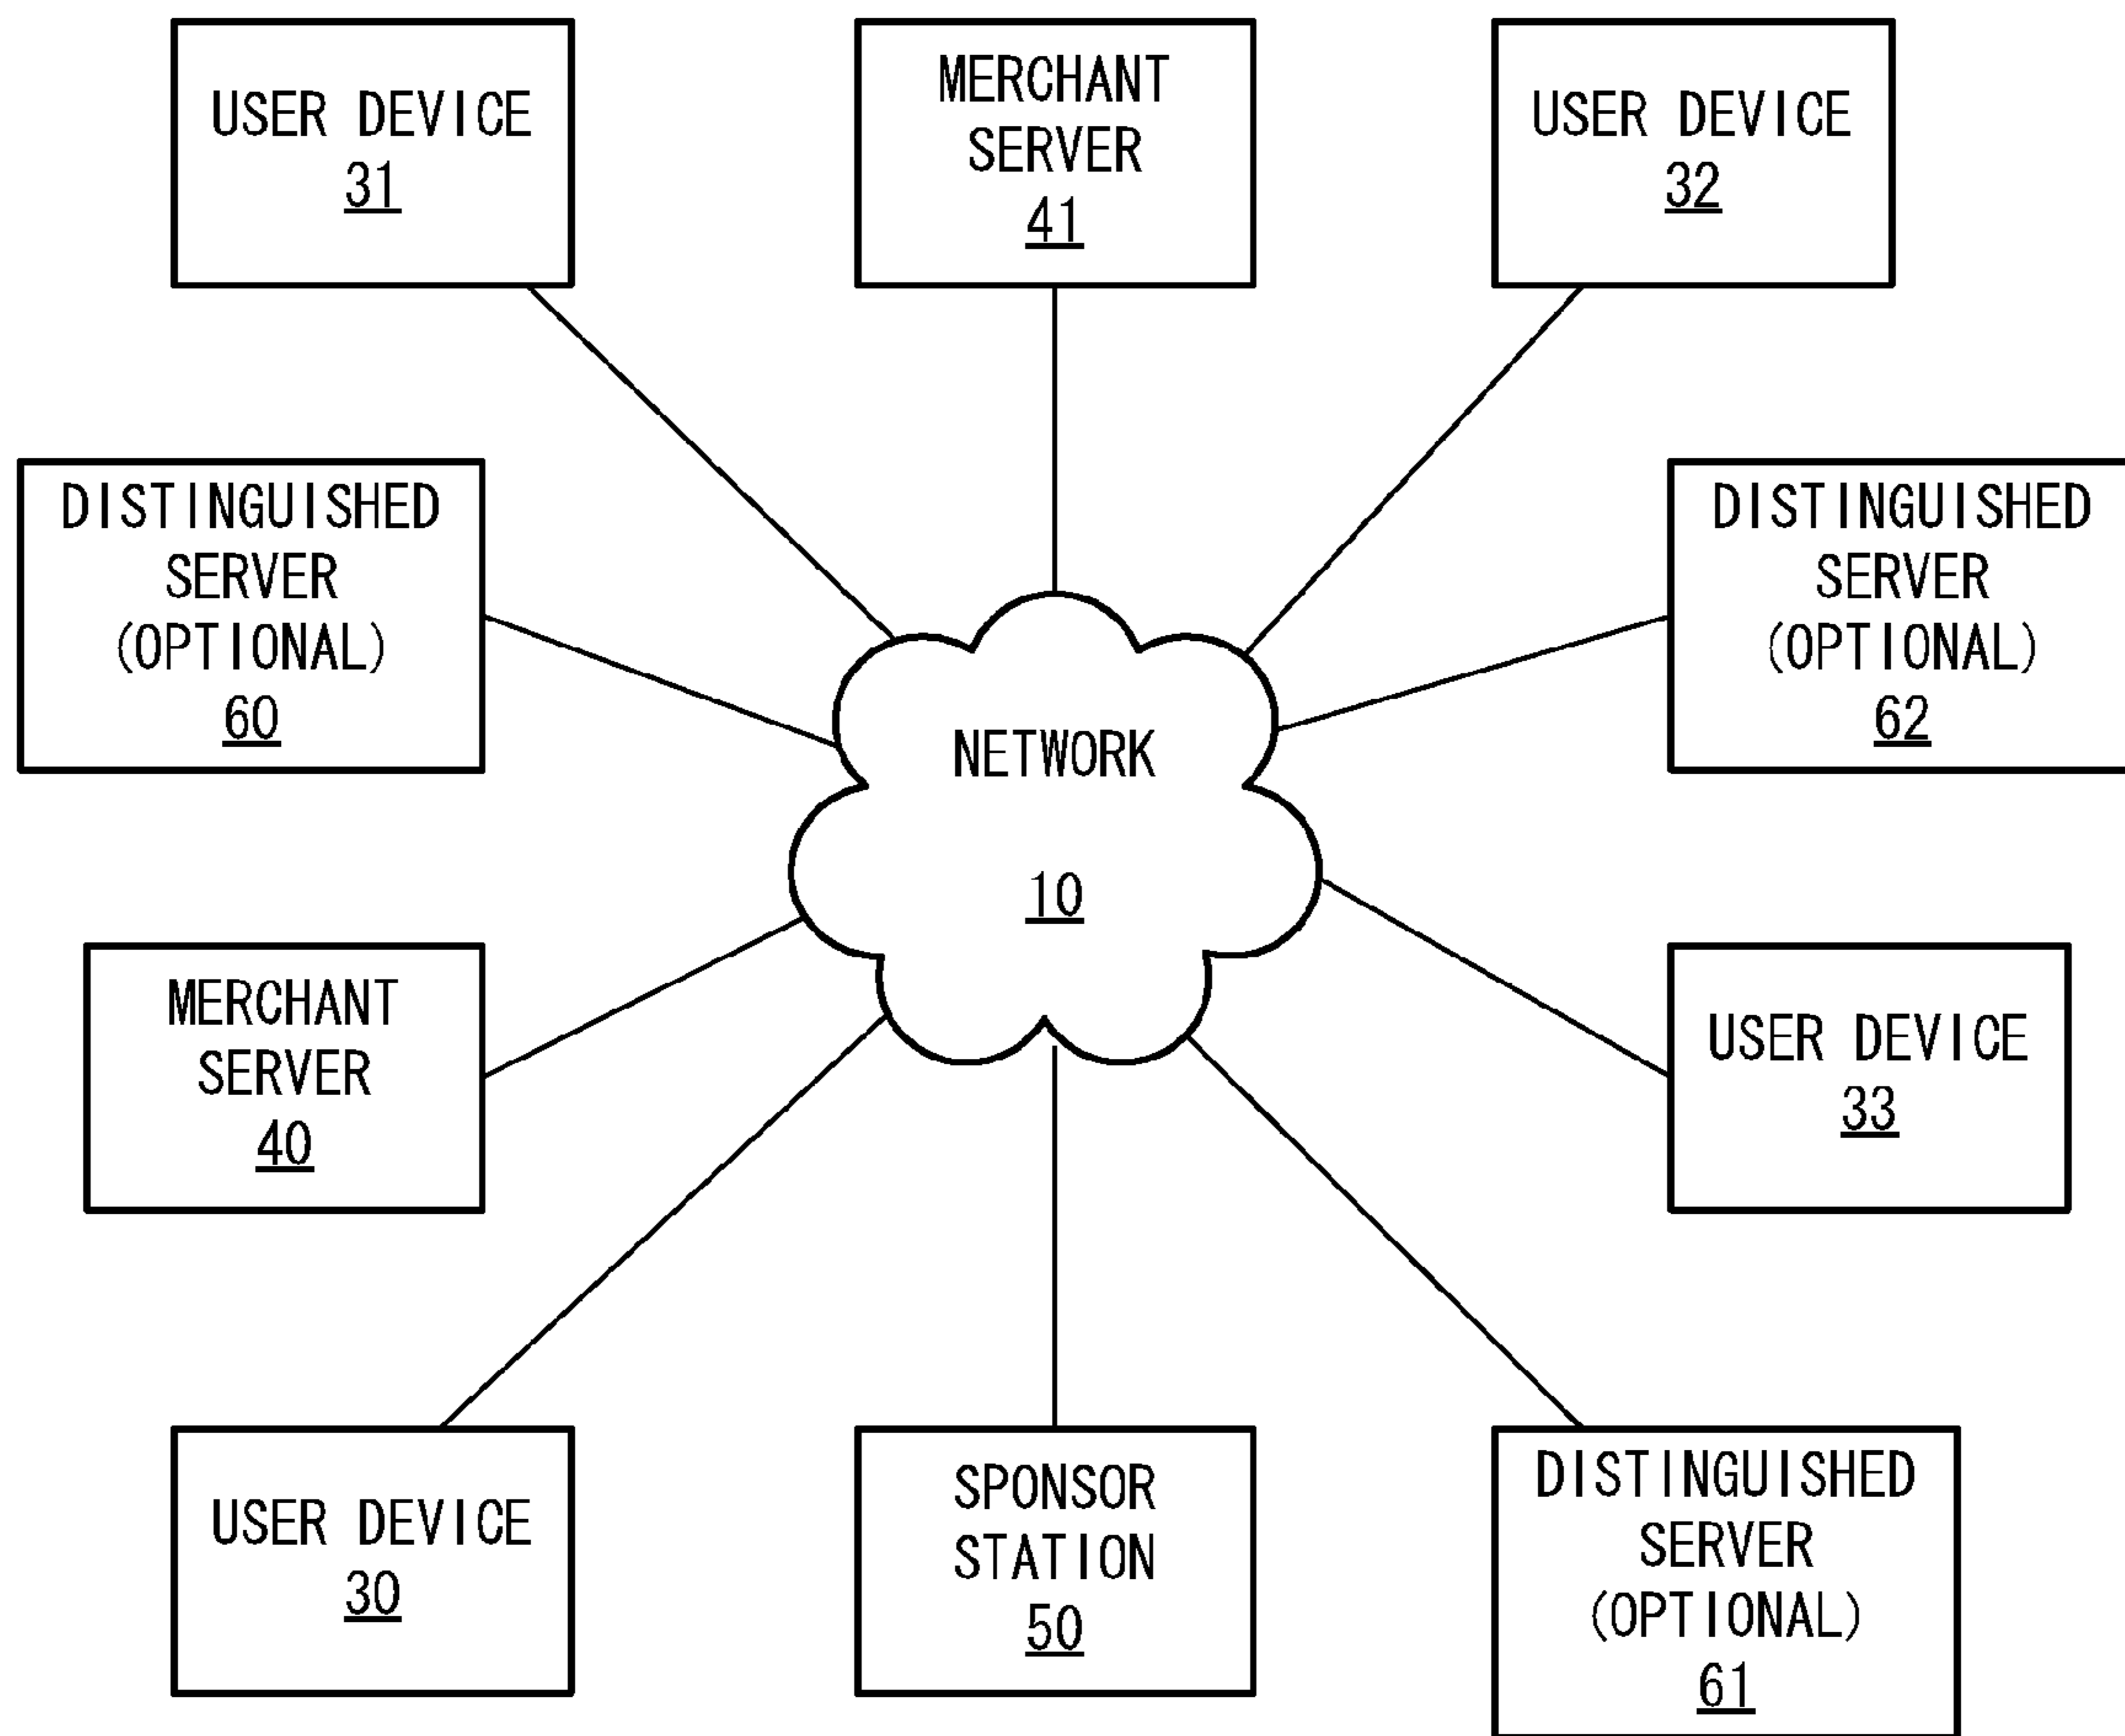 USER DEVICE
31
MERCHANT
SERVER
41
USER DEVICE
32
DISTINGUISHED
SERVER
(OPTIONAL)
60
NETWORK
10
DISTINGUISHED
SERVER
(OPTIONAL)
62
MERCHANT
SERVER
40
USER DEVICE
33
USER DEVICE
30
SPONSOR
STATION
50
DISTINGUISHED
SERVER
(OPTIONAL)
61